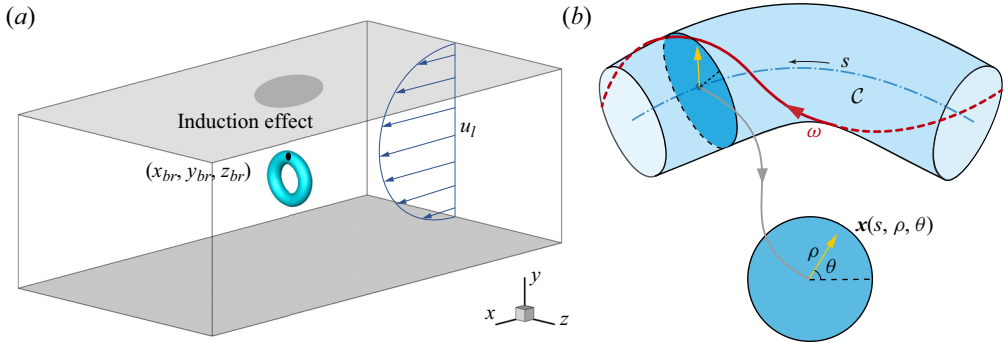 (a)
Induction effect
(x_br, y_br, z_br)
u_l
y
x
z
(b)
s
C
ω
x(s, ρ, θ)
ρ
θ